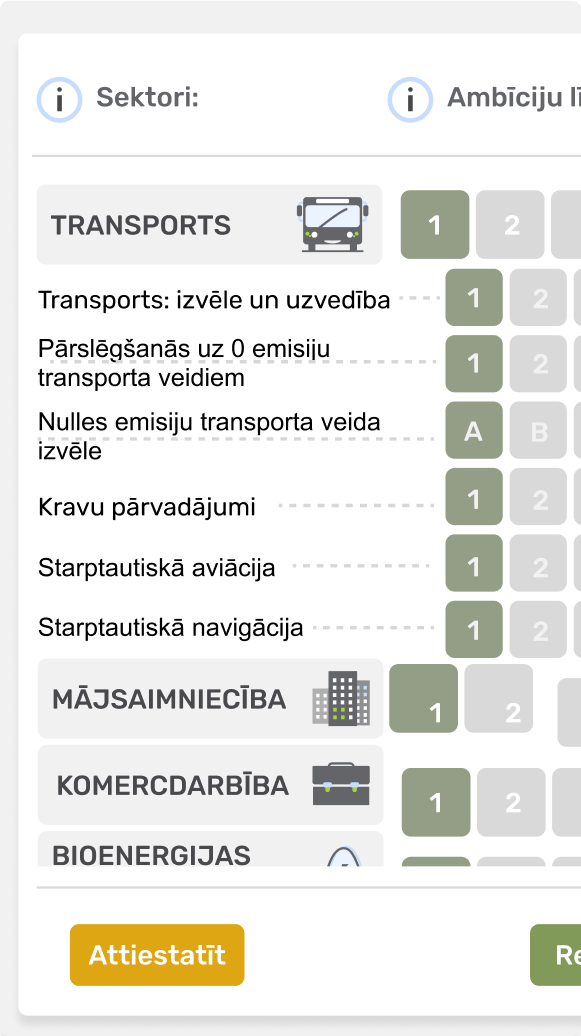 Sektori:
Ambīciju
TRANSPORTS 1 2
Transports: izvēle un uzvedība 1 2
Pārslēgšanās uz 0 emisiju
transporta veidiem 1 2
Nulles emisiju transporta veida
izvēle A B
Kravu pārvadājumi 1 2
Starptautiskā aviācija 1 2
Starptautiskā navigācija 1 2
MĀJSAIMNIECĪBA 1 2
KOMERCDARBĪBA 1 2
BIOENERGIJAS
Attiestatīt